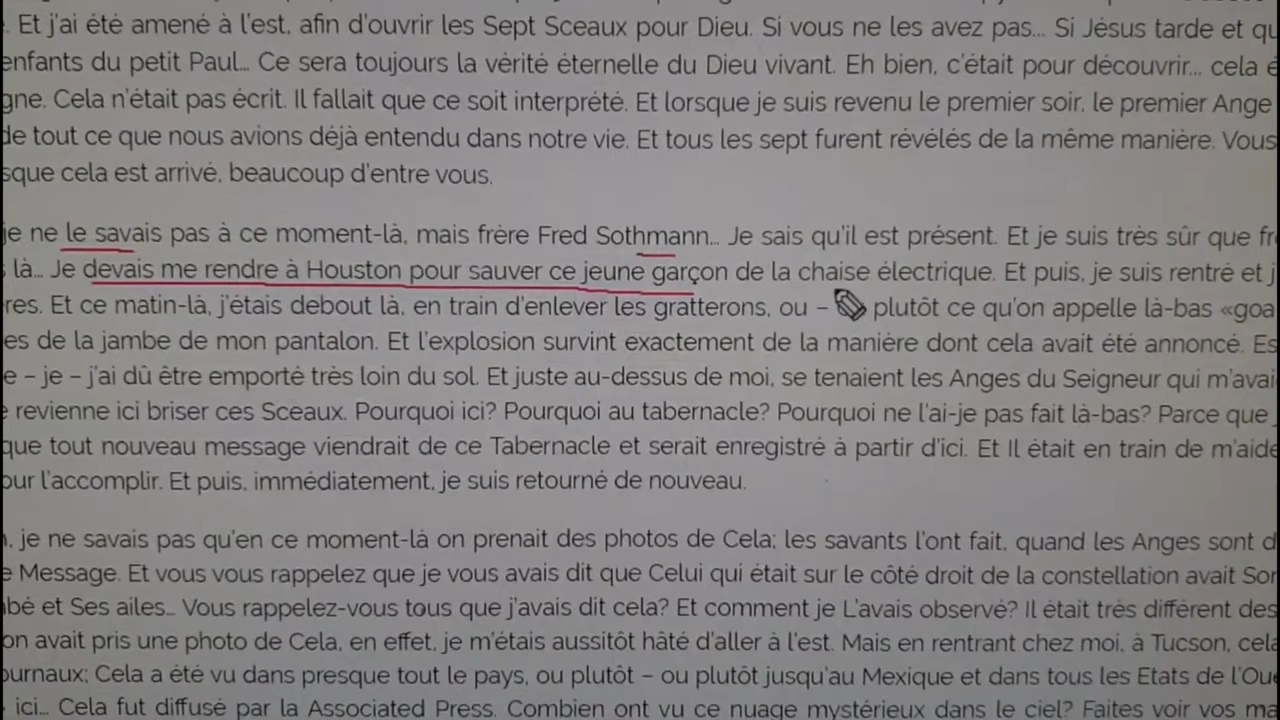 . Et j'ai été amené à l'est, afin d'ouvrir les Sept Sceaux pour Dieu. Si vous ne les avez pas... Si Jésus tarde et qu
enfants du petit Paul... Ce sera toujours la vérité éternelle du Dieu vivant. Eh bien, c'était pour découvrir... cela é
gne. Cela n'était pas écrit. Il fallait que ce soit interprété. Et lorsque je suis revenu le premier soir, le premier Ange
de tout ce que nous avions déjà entendu dans notre vie. Et tous les sept furent révélés de la même manière. Vous
sque cela est arrivé, beaucoup d'entre vous.
je ne le savais pas à ce moment-là, mais frère Fred Sothmann... Je sais qu'il est présent. Et je suis très sûr que fr
là... Je devais me rendre à Houston pour sauver ce jeune garçon de la chaise électrique. Et puis, je suis rentré et j
res. Et ce matin-là, j'étais debout là, en train d'enlever les gratterons, ou – plutôt ce qu'on appelle là-bas «goa
es de la jambe de mon pantalon. Et l'explosion survint exactement de la manière dont cela avait été annoncé. Es
e – je – j'ai dû être emporté très loin du sol. Et juste au-dessus de moi, se tenaient les Anges du Seigneur qui m'avai
e revienne ici briser ces Sceaux. Pourquoi ici? Pourquoi au tabernacle? Pourquoi ne l'ai-je pas fait là-bas? Parce que
que tout nouveau message viendrait de ce Tabernacle et serait enregistré à partir d'ici. Et Il était en train de m'aide
our l'accomplir. Et puis, immédiatement, je suis retourné de nouveau.
, je ne savais pas qu'en ce moment-là on prenait des photos de Cela; les savants l'ont fait, quand les Anges sont d
e Message. Et vous vous rappelez que je vous avais dit que Celui qui était sur le côté droit de la constellation avait Son
bé et Ses ailes... Vous rappelez-vous tous que j'avais dit cela? Et comment je L'avais observé? Il était très différent des
on avait pris une photo de Cela, en effet, je m'étais aussitôt hâté d'aller à l'est. Mais en rentrant chez moi, à Tucson, cela
ournaux; Cela a été vu dans presque tout le pays, ou plutôt – ou plutôt jusqu'au Mexique et dans tous les Etats de l'Oue
ici... Cela fut diffusé par la Associated Press. Combien ont vu ce nuage mystérieux dans le ciel? Faites voir vos ma